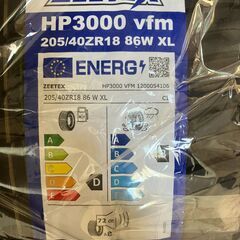 ZEETEX
HP3000 vfm
205/40ZR18 86W XL
ENERG
ZEETEX HP3000 VFM 1200054106
205/40ZR18 86 W XL C1
A
B
C
D
E
D
A
B
C
D
E
72 dB